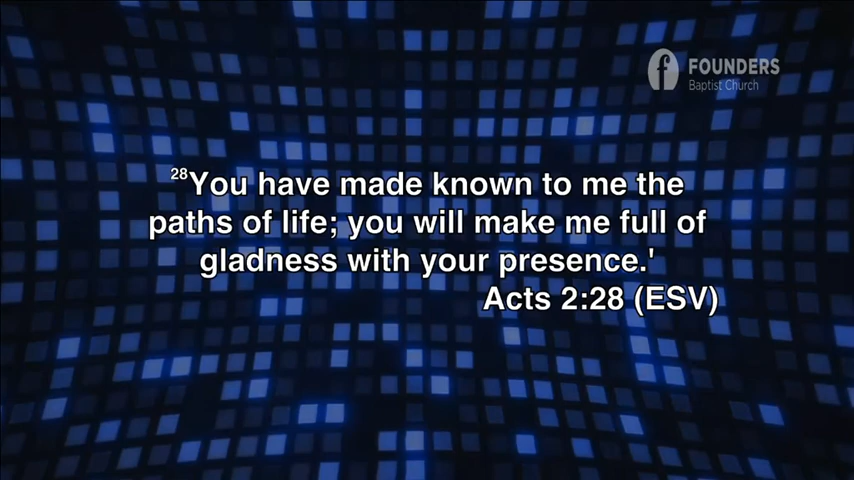 FOUNDERS
Baptist Church
28You have made known to me the
paths of life; you will make me full of
gladness with your presence.'
Acts 2:28 (ESV)